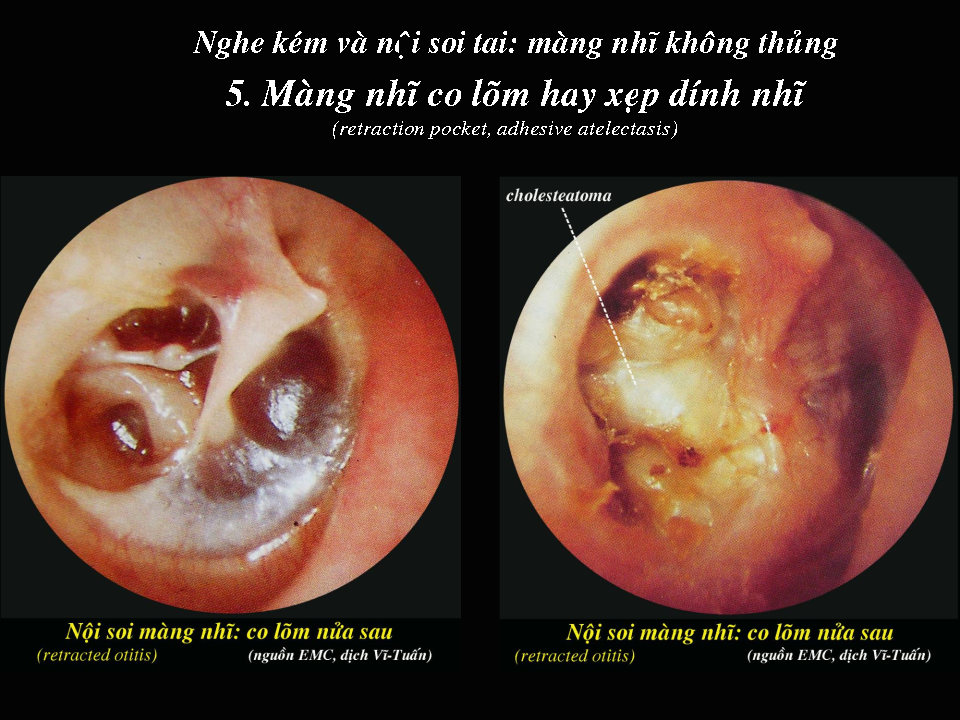 Nghe kém và nội soi tai: màng nhĩ không thủng
5. Màng nhĩ co lõm hay xẹp dính nhĩ
(retraction pocket, adhesive atelectasis)
cholesteatoma
Nội soi màng nhĩ: co lõm nửa sau
(retracted otitis) (nguồn EMC, dịch Vĩ-Tuấn)
Nội soi màng nhĩ: co lõm nửa sau
(retracted otitis) (nguồn EMC, dịch Vĩ-Tuấn)